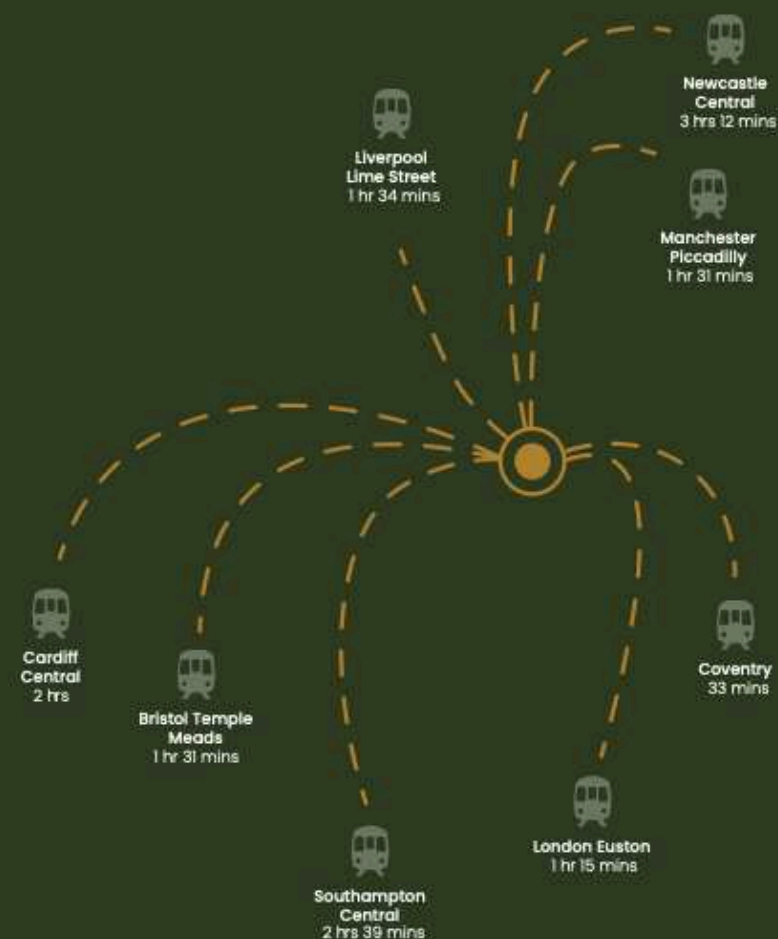 Newcastle
Central
3 hrs 12 mins
Liverpool
Lime Street
1 hr 34 mins
Manchester
Piccadilly
1 hr 31 mins
Cardiff
Central
2 hrs
Bristol Temple
Meads
1 hr 31 mins
Coventry
33 mins
London Euston
1 hr 15 mins
Southampton
Central
2 hrs 39 mins